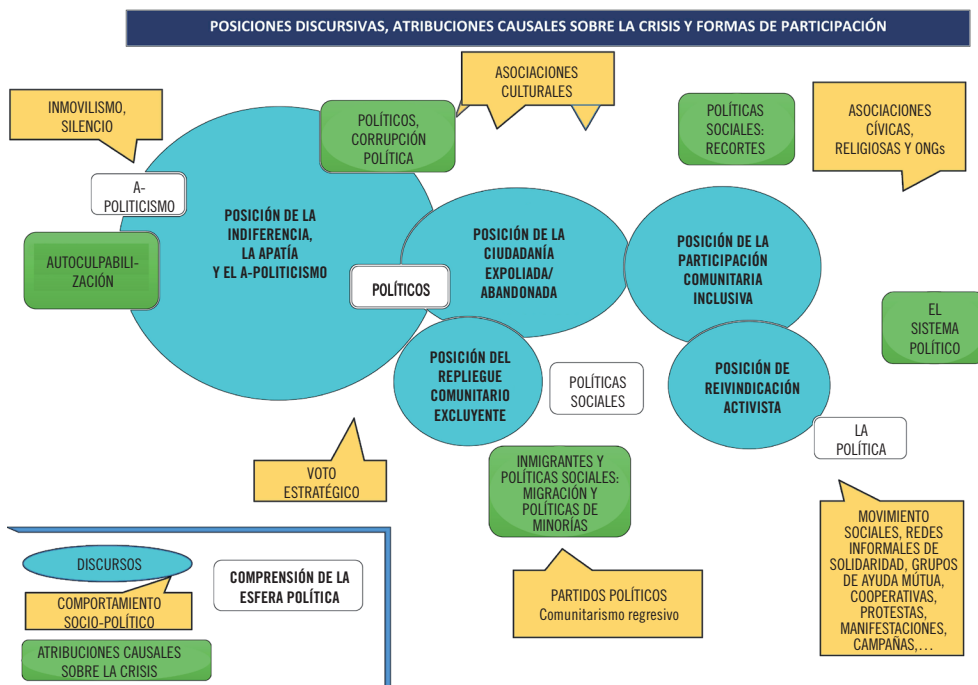 POSICIONES DISCURSIVAS, ATRIBUCIONES CAUSALES SOBRE LA CRISIS Y FORMAS DE PARTICIPACIÓN
INMOVILISMO,
SILENCIO
POLÍTICOS,
CORRUPCIÓN
POLÍTICA
ASOCIACIONES
CULTURALES
POLÍTICAS
SOCIALES:
RECORTES
ASOCIACIONES
CÍVICAS,
RELIGIOSAS Y ONGs
A-
POLITICISMO
AUTOCULPABILI-
ZACIÓN
POSICIÓN DE LA
INDIFERENCIA,
LA APATÍA
Y EL A-POLITICISMO
POLÍTICOS
POSICIÓN DE LA
CIUDADANÍA
EXPOLIADA/
ABANDONADA
POSICIÓN DE LA
PARTICIPACIÓN
COMUNITARIA
INCLUSIVA
EL
SISTEMA
POLÍTICO
POSICIÓN DEL
REPLIEGUE
COMUNITARIO
EXCLUYENTE
POLÍTICAS
SOCIALES
POSICIÓN DE
REIVINDICACIÓN
ACTIVISTA
LA
POLÍTICA
VOTO
ESTRATÉGICO
INMIGRANTES Y
POLÍTICAS SOCIALES:
MIGRACIÓN Y
POLÍTICAS DE
MINORÍAS
PARTIDOS POLÍTICOS
Comunitarismo regresivo
MOVIMIENTO
SOCIALES, REDES
INFORMALES DE
SOLIDARIDAD, GRUPOS
DE AYUDA MÚTUA,
COOPERATIVAS,
PROTESTAS,
MANIFESTACIONES,
CAMPAÑAS,...
DISCURSOS
COMPORTAMIENTO
SOCIO-POLÍTICO
ATRIBUCIONES CAUSALES
SOBRE LA CRISIS
COMPRENSIÓN DE LA
ESFERA POLÍTICA